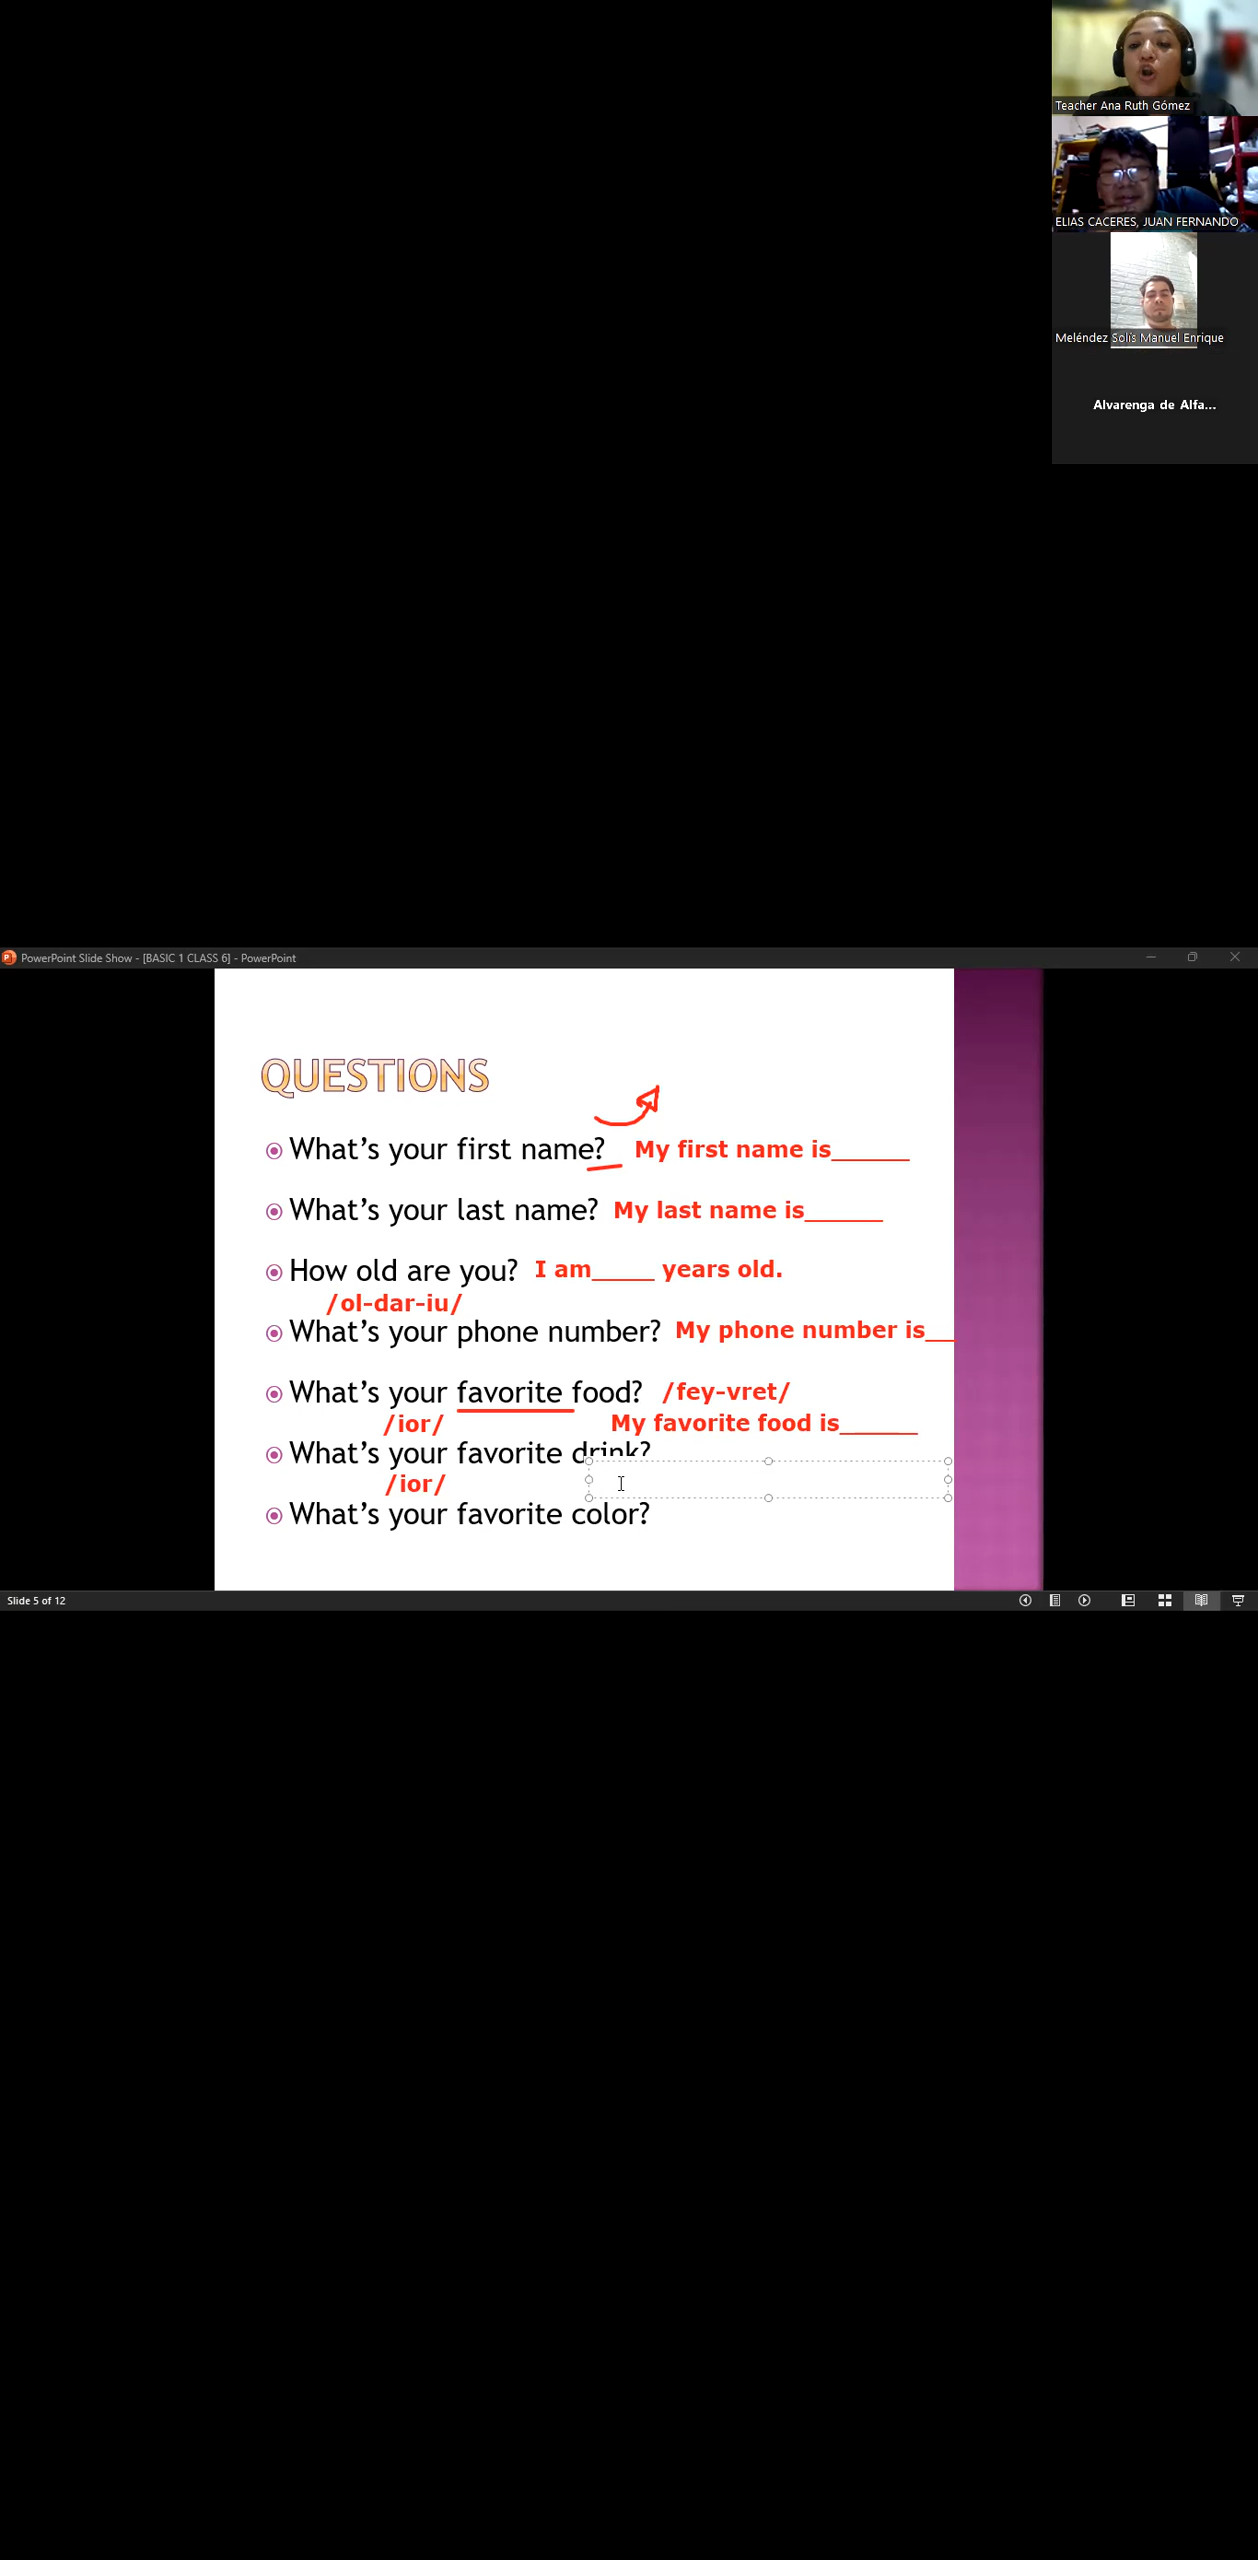 Teacher Ana Ruth Gómez
ELIAS CACERES, JUAN FERNANDO
Meléndez Solís Manuel Enrique
Alvarenga de Alfa...
PowerPoint Slide Show - [BASIC 1 CLASS 6] - PowerPoint
QUESTIONS
What’s your first name? My first name is______
What’s your last name? My last name is______
How old are you? I am_____ years old.
/ol-dar-iu/
What’s your phone number? My phone number is___
What’s your favorite food? /fey-vret/
/ior/ My favorite food is______
What’s your favorite drink?
/ior/
What’s your favorite color?
Slide 5 of 12